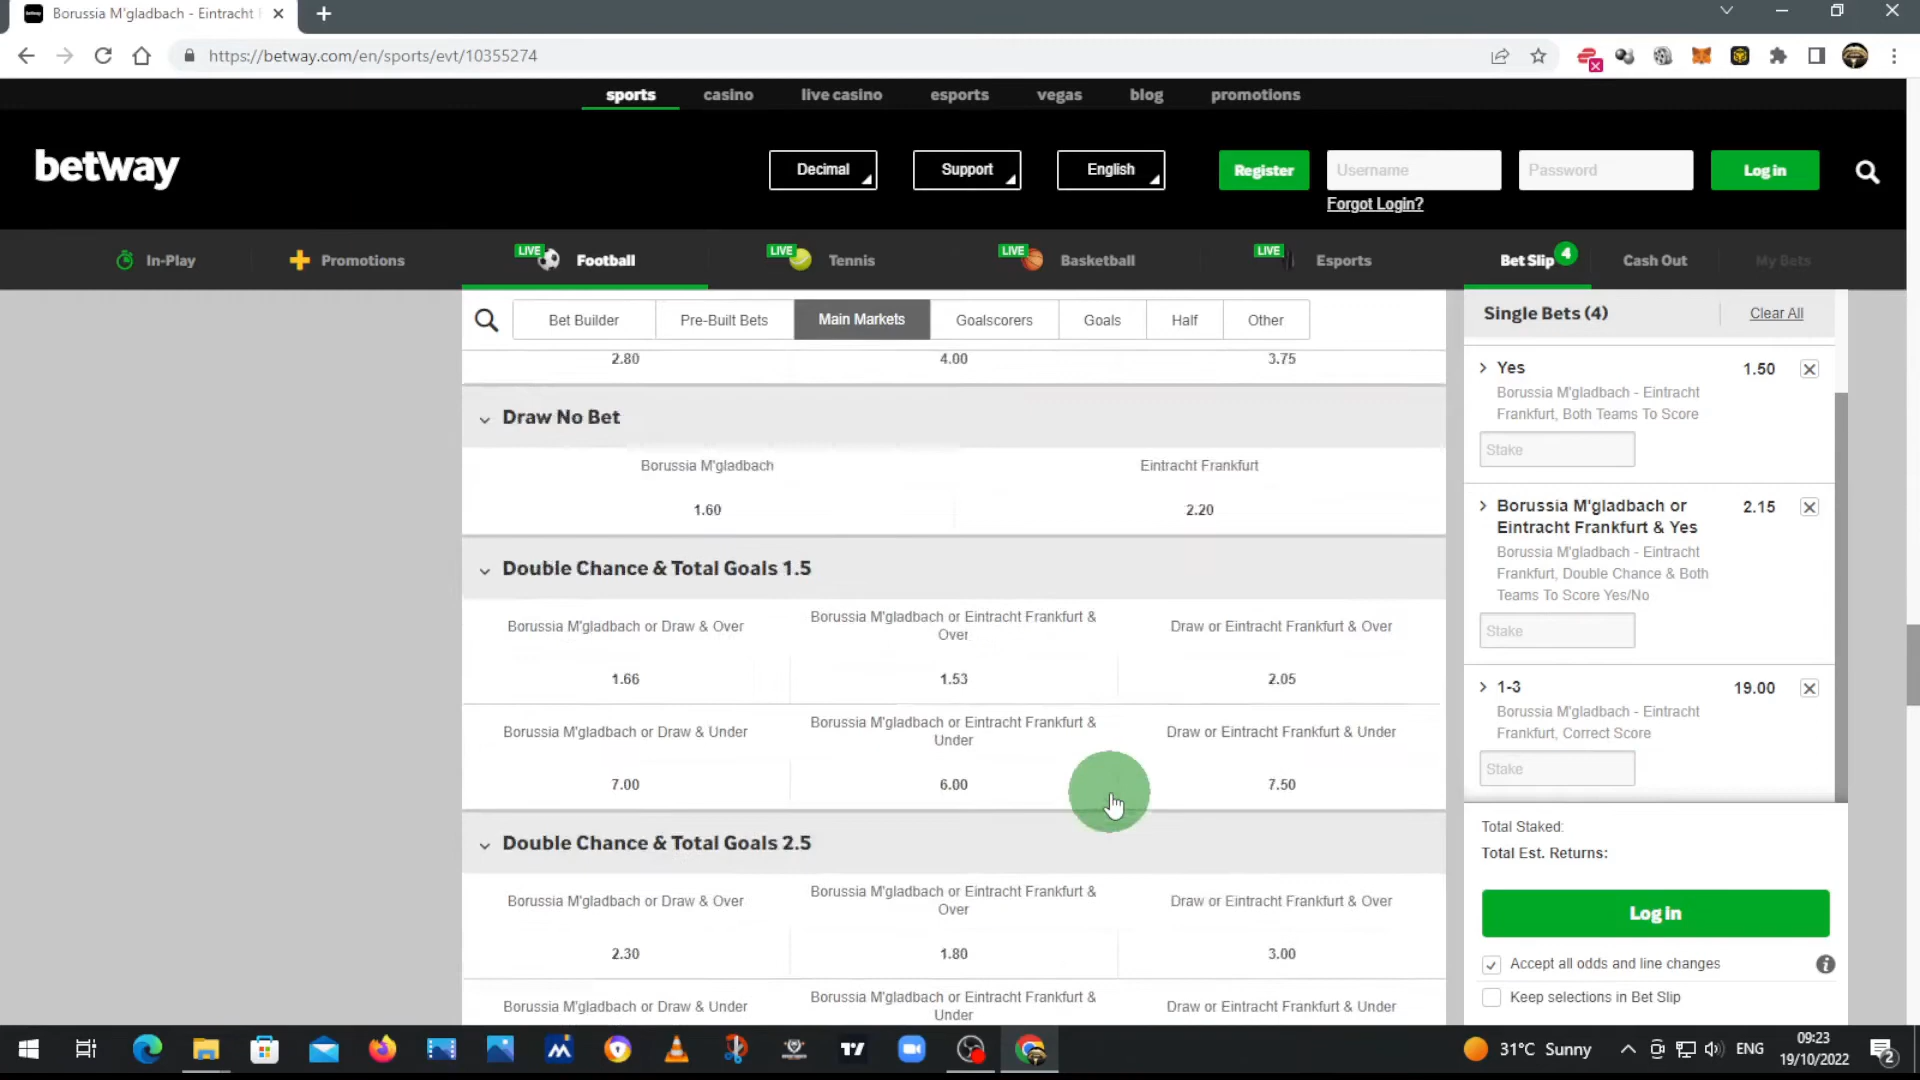 Borussia M'gladbach - Eintracht
https://betway.com/en/sports/evt/10355274
sports casino live casino esports vegas blog promotions
betway
Decimal Support English Register Username Password Log in
Forgot Login?
In-Play Promotions LIVE Football LIVE Tennis LIVE Basketball LIVE Esports Bet Slip 4 Cash Out My Bets
Bet Builder Pre-Built Bets Main Markets Goalscorers Goals Half Other
2.80 4.00 3.75
Draw No Bet
Borussia M'gladbach Eintracht Frankfurt
1.60 2.20
Double Chance & Total Goals 1.5
Borussia M'gladbach or Draw & Over Borussia M'gladbach or Eintracht Frankfurt & Draw or Eintracht Frankfurt & Over
Over
1.66 1.53 2.05
Borussia M'gladbach or Draw & Under Borussia M'gladbach or Eintracht Frankfurt & Draw or Eintracht Frankfurt & Under
Under
7.00 6.00 7.50
Double Chance & Total Goals 2.5
Borussia M'gladbach or Draw & Over Borussia M'gladbach or Eintracht Frankfurt & Draw or Eintracht Frankfurt & Over
Over
2.30 1.80 3.00
Borussia M'gladbach or Draw & Under Borussia M'gladbach or Eintracht Frankfurt & Draw or Eintracht Frankfurt & Under
Under
Single Bets (4) Clear All
Yes 1.50
Borussia M'gladbach - Eintracht
Frankfurt, Both Teams To Score
Stake
Borussia M'gladbach or 2.15
Eintracht Frankfurt & Yes
Borussia M'gladbach - Eintracht
Frankfurt, Double Chance & Both
Teams To Score Yes/No
Stake
1-3 19.00
Borussia M'gladbach - Eintracht
Frankfurt, Correct Score
Stake
Total Staked:
Total Est. Returns:
Log in
Accept all odds and line changes
Keep selections in Bet Slip
31°C Sunny ENG 09:23
19/10/2022 2